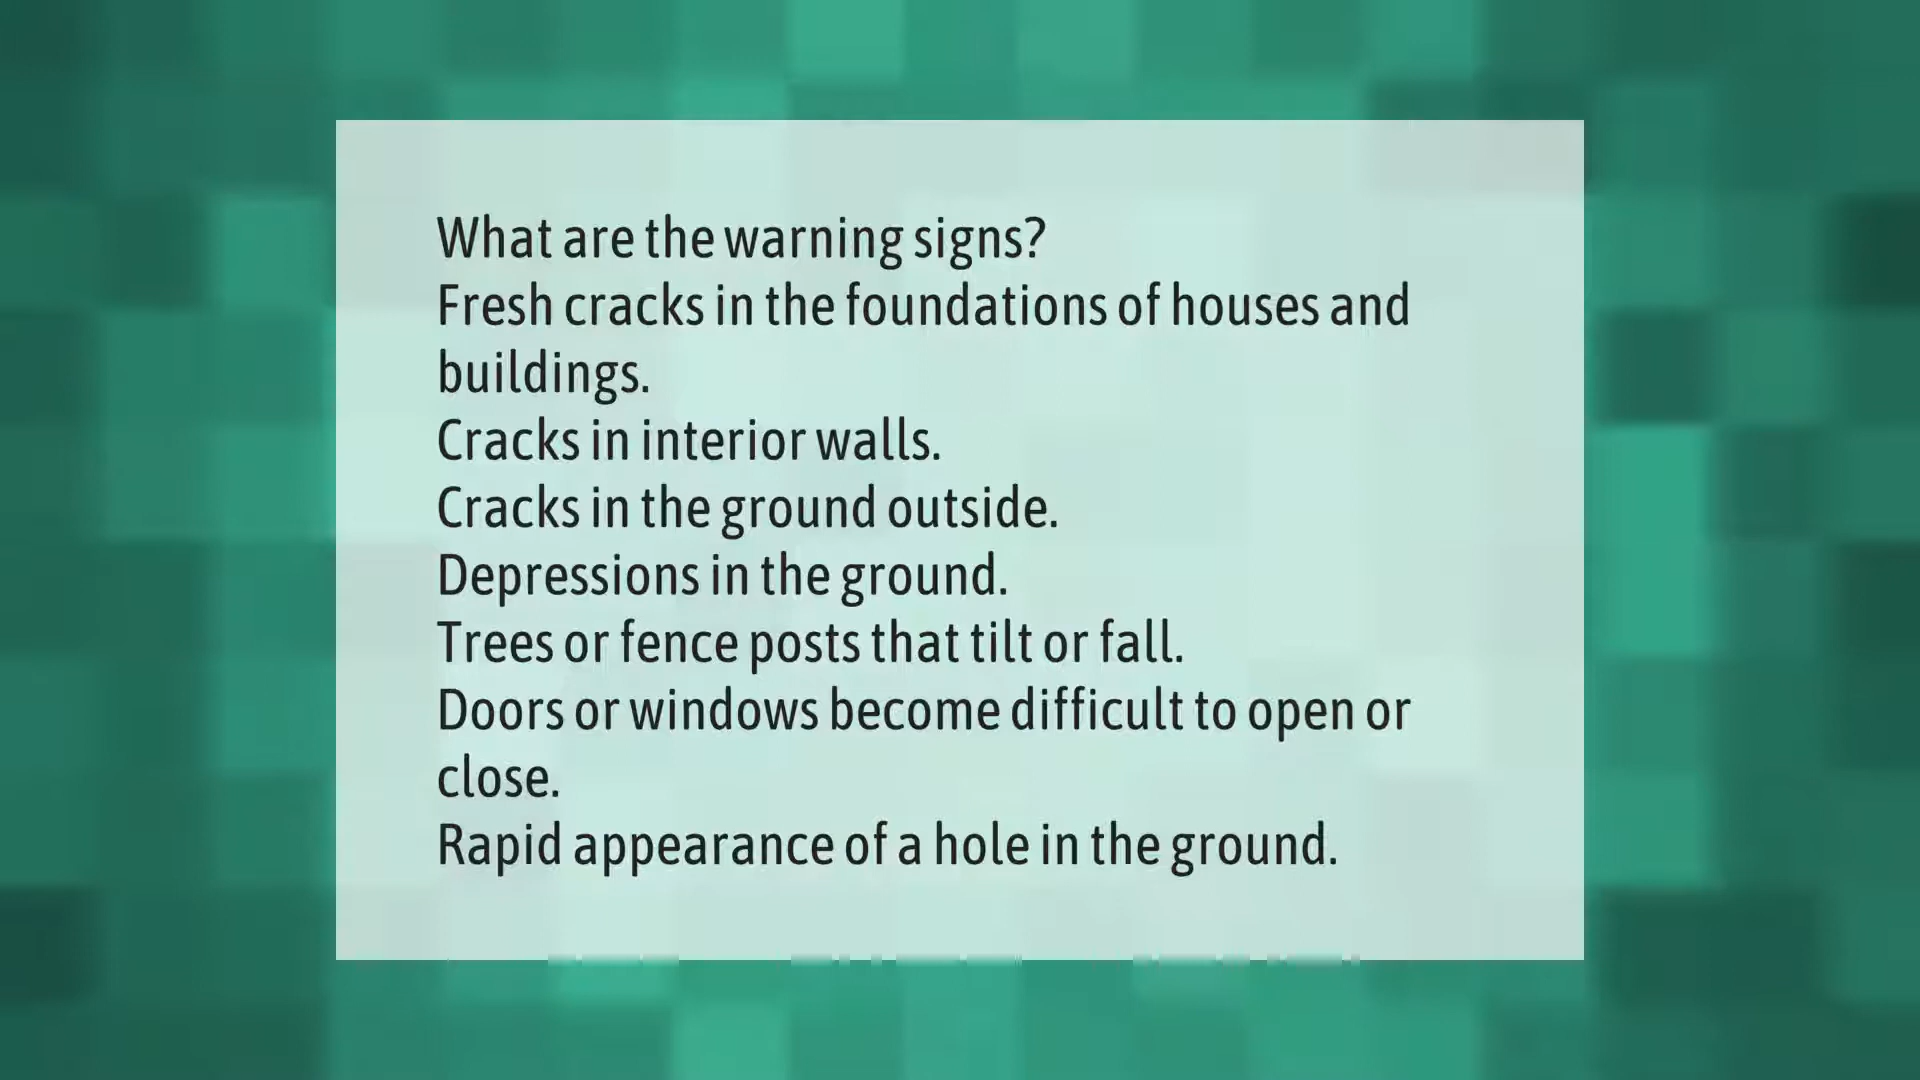 What are the warning signs?
Fresh cracks in the foundations of houses and
buildings.
Cracks in interior walls.
Cracks in the ground outside.
Depressions in the ground.
Trees or fence posts that tilt or fall.
Doors or windows become difficult to open or
close.
Rapid appearance of a hole in the ground.